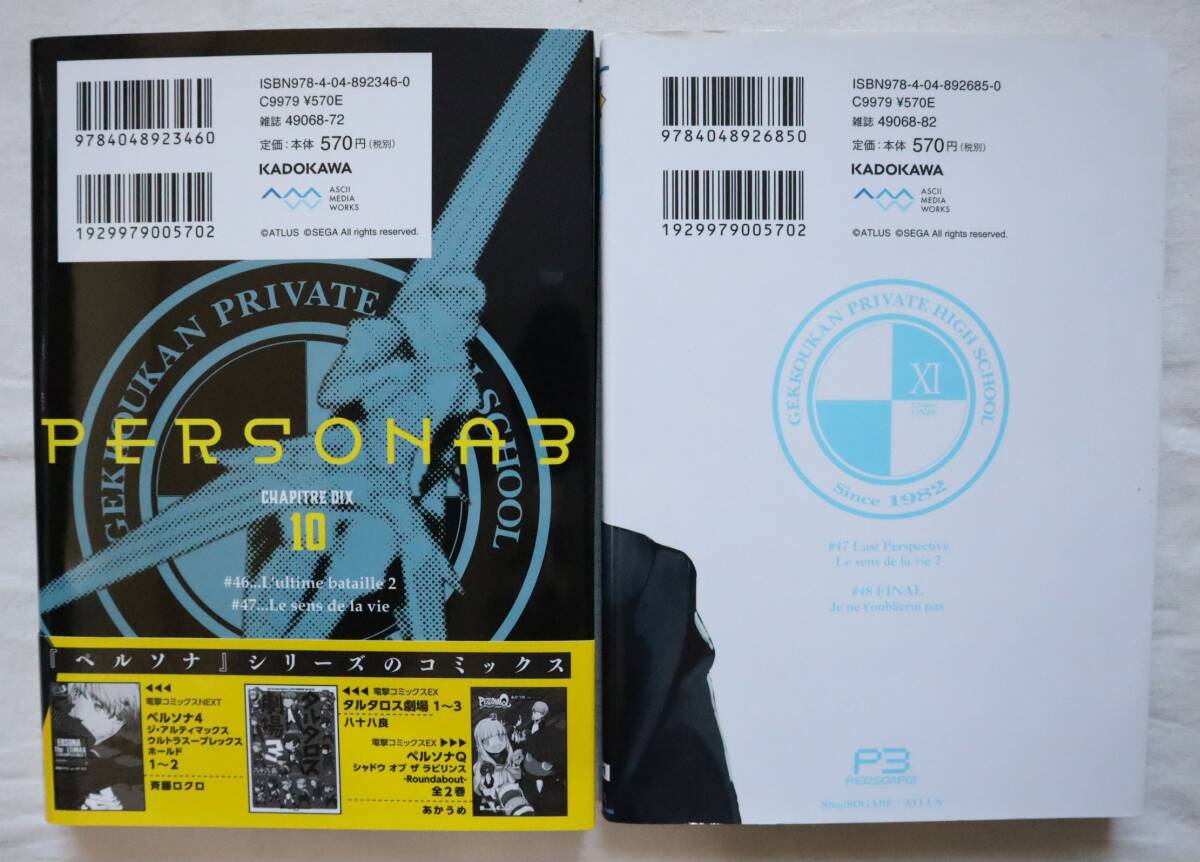 ISBN978-4-04-892346-0
C9979 ¥570E
雑誌 49068-72
定価:本体 570円(税別)
9784048923460
KADOKAWA
ASCII
MEDIA
WORKS
1929979005702
©ATLUS ©SEGA All rights reserved.
GEKKOUKAN PRIVATE
SCHOOL
PERSONA3
CHAPITRE DIX
10
#46...L'ultime bataille 2
#47...Le sens de la vie
『ペルソナ』シリーズのコミックス
◀◀◀
電撃コミックスNEXT
ペルソナ4
ジ・アルティマックス
ウルトラスープレックス
ホールド
1〜2
斉藤ロクロ
タルタロス
劇場
3
◀◀◀ 電撃コミックスEX
タルタロス劇場 1〜3
八十八良
電撃コミックスEX ▶▶▶
ペルソナQ
シャドウ オブ ザ ラビリンス
-Roundabout-
全2巻
あかうめ
PERSONAQ
ISBN978-4-04-892685-0
C9979 ¥570E
雑誌 49068-82
定価:本体 570円(税別)
9784048926850
KADOKAWA
ASCII
MEDIA
WORKS
1929979005702
©ATLUS ©SEGA All rights reserved.
GEKKOUKAN PRIVATE HIGH SCHOOL
XI
Chapitre
ONZE
Since 1982
#47 Last Perspective
Le sens de la vie 2
#48 FINAL
Je ne t'oublierai pas
P3
PERSONA3
ShujiSOGABE / ATLUS